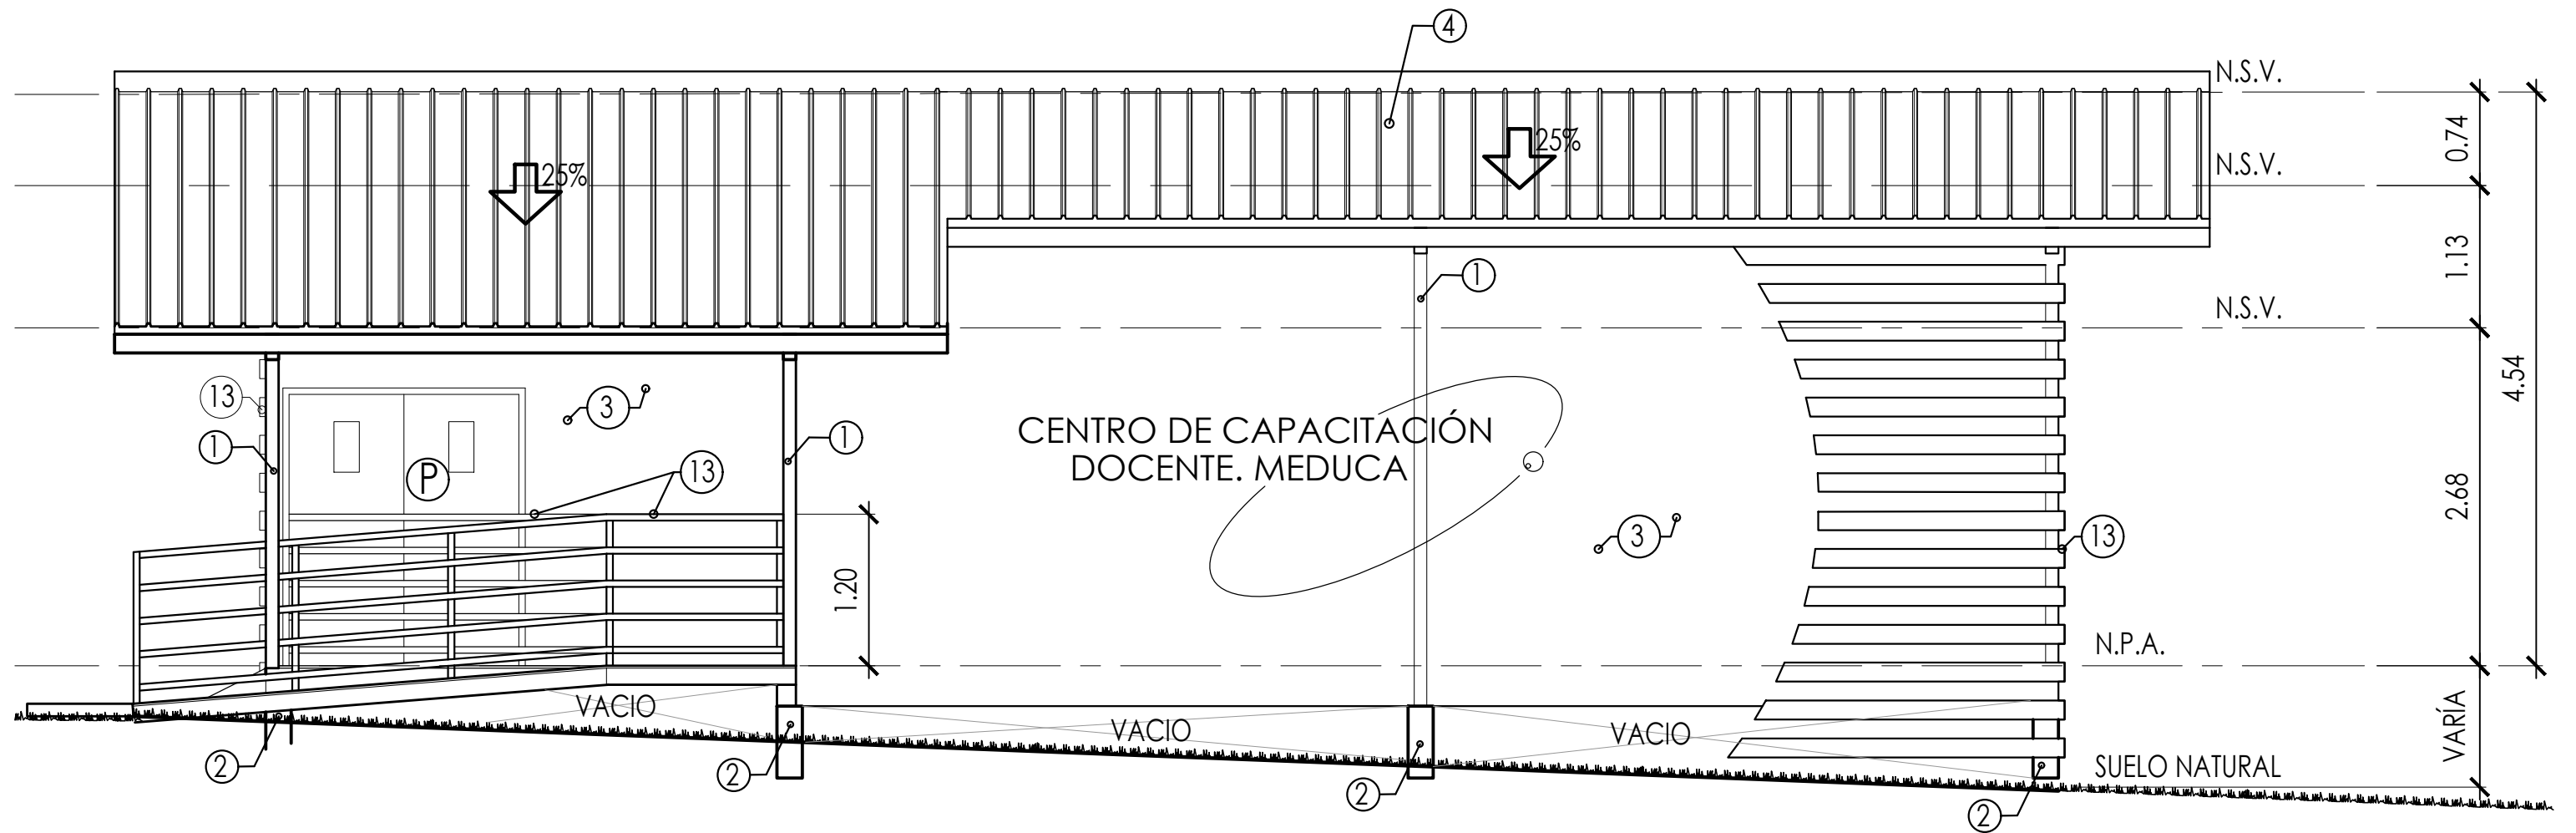 4
N.S.V.
25%
25%
0.74
N.S.V.
1
1.13
N.S.V.
13
3
4.54
1
1
CENTRO DE CAPACITACIÓN
DOCENTE. MEDUCA
P
13
2.68
3
13
1.20
N.P.A.
VACIO
VACIO
VACIO
VARÍA
2
2
2
SUELO NATURAL
2